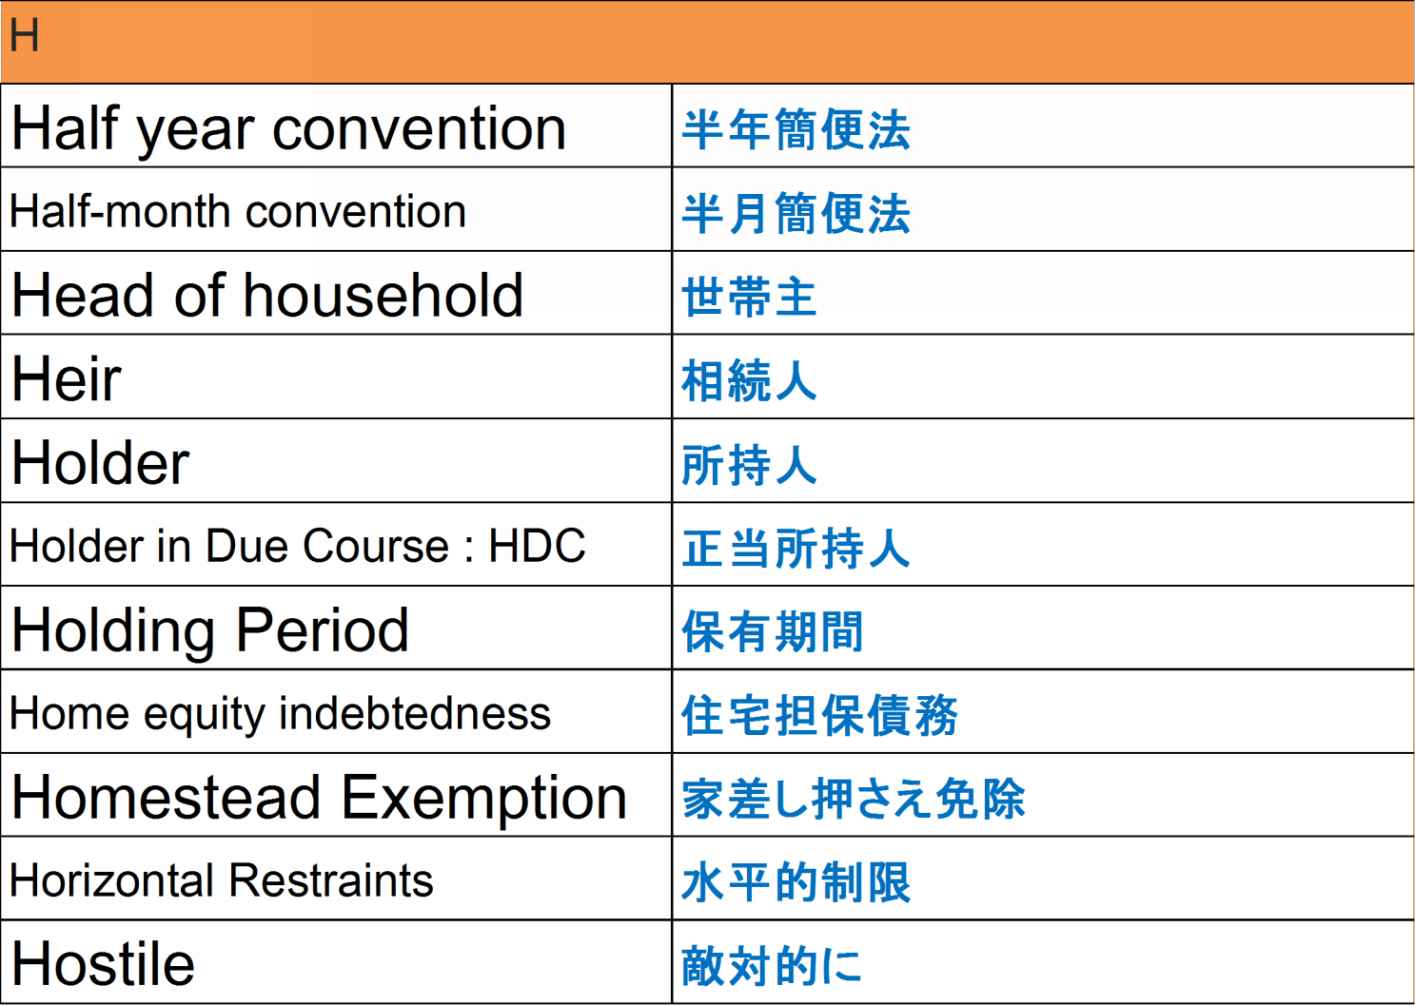 H
Half year convention 半年簡便法
Half-month convention 半月簡便法
Head of household 世帯主
Heir 相続人
Holder 所持人
Holder in Due Course : HDC 正当所持人
Holding Period 保有期間
Home equity indebtedness 住宅担保債務
Homestead Exemption 家差し押さえ免除
Horizontal Restraints 水平的制限
Hostile 敵対的に